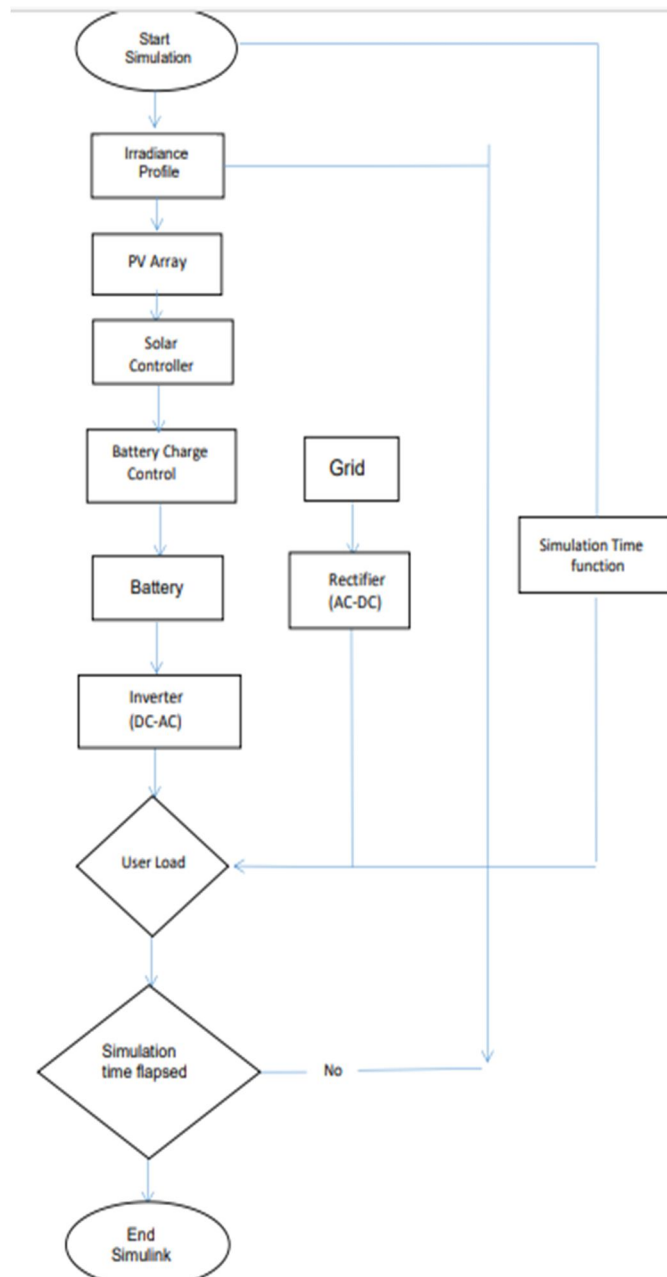 Start
Simulation
Irradiance
Profile
PV Array
Solar
Controller
Battery Charge
Control
Grid
Simulation Time
function
Rectifier
(AC-DC)
Battery
Inverter
(DC-AC)
User Load
Simulation
time flapsed
No
End
Simulink